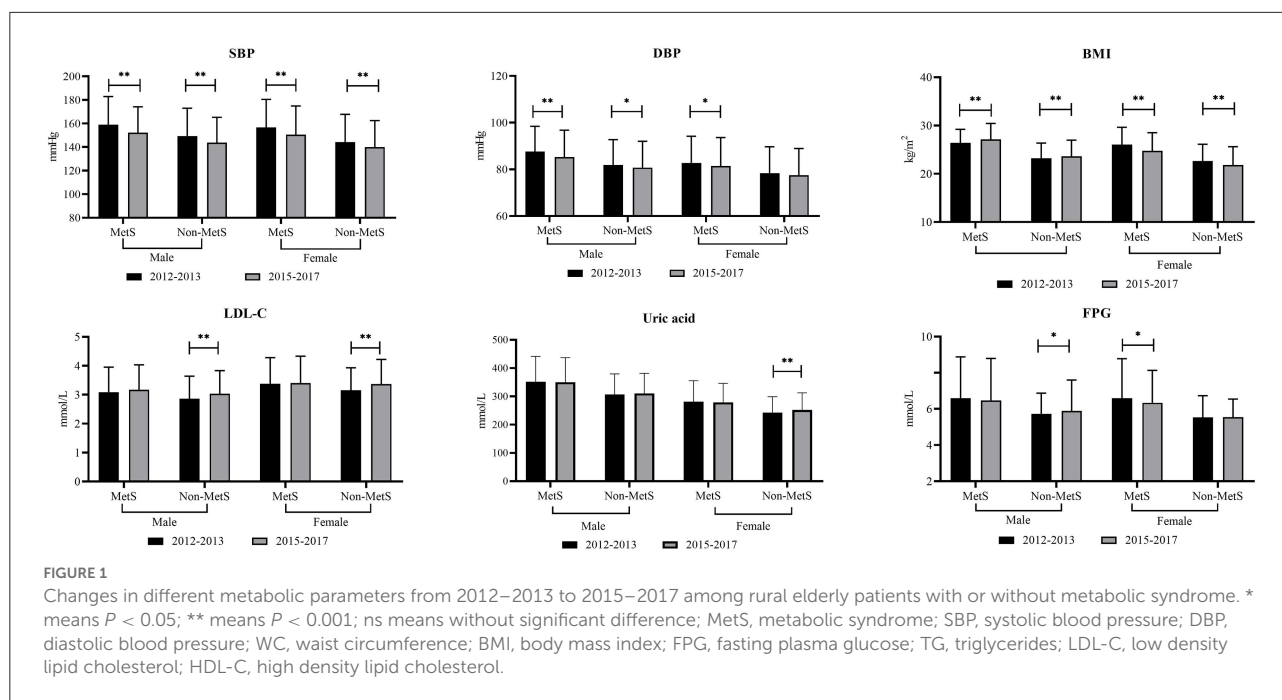 SBP
**
**
**
**
200
180
160
140
120
100
80
mmHg
MetS
Non-MetS
MetS
Non-MetS
Male
Female
2012-2013
2015-2017
DBP
**
*
*
120
100
80
60
mmHg
MetS
Non-MetS
MetS
Non-MetS
Male
Female
2012-2013
2015-2017
BMI
**
**
**
**
40
30
20
10
kg/m²
MetS
Non-MetS
MetS
Non-MetS
Female
2012-2013
2015-2017
LDL-C
**
**
5
4
3
2
1
0
mmol/L
MetS
Non-MetS
MetS
Non-MetS
Male
Female
2012-2013
2015-2017
Uric acid
**
500
400
300
200
100
0
mmol/L
MetS
Non-MetS
MetS
Non-MetS
Male
Female
2012-2013
2015-2017
FPG
*
*
10
8
6
4
2
mmol/L
MetS
Non-MetS
MetS
Non-MetS
Male
Female
2012-2013
2015-2017
FIGURE 1
Changes in different metabolic parameters from 2012–2013 to 2015–2017 among rural elderly patients with or without metabolic syndrome. *
means P < 0.05; ** means P < 0.001; ns means without significant difference; MetS, metabolic syndrome; SBP, systolic blood pressure; DBP,
diastolic blood pressure; WC, waist circumference; BMI, body mass index; FPG, fasting plasma glucose; TG, triglycerides; LDL-C, low density
lipid cholesterol; HDL-C, high density lipid cholesterol.